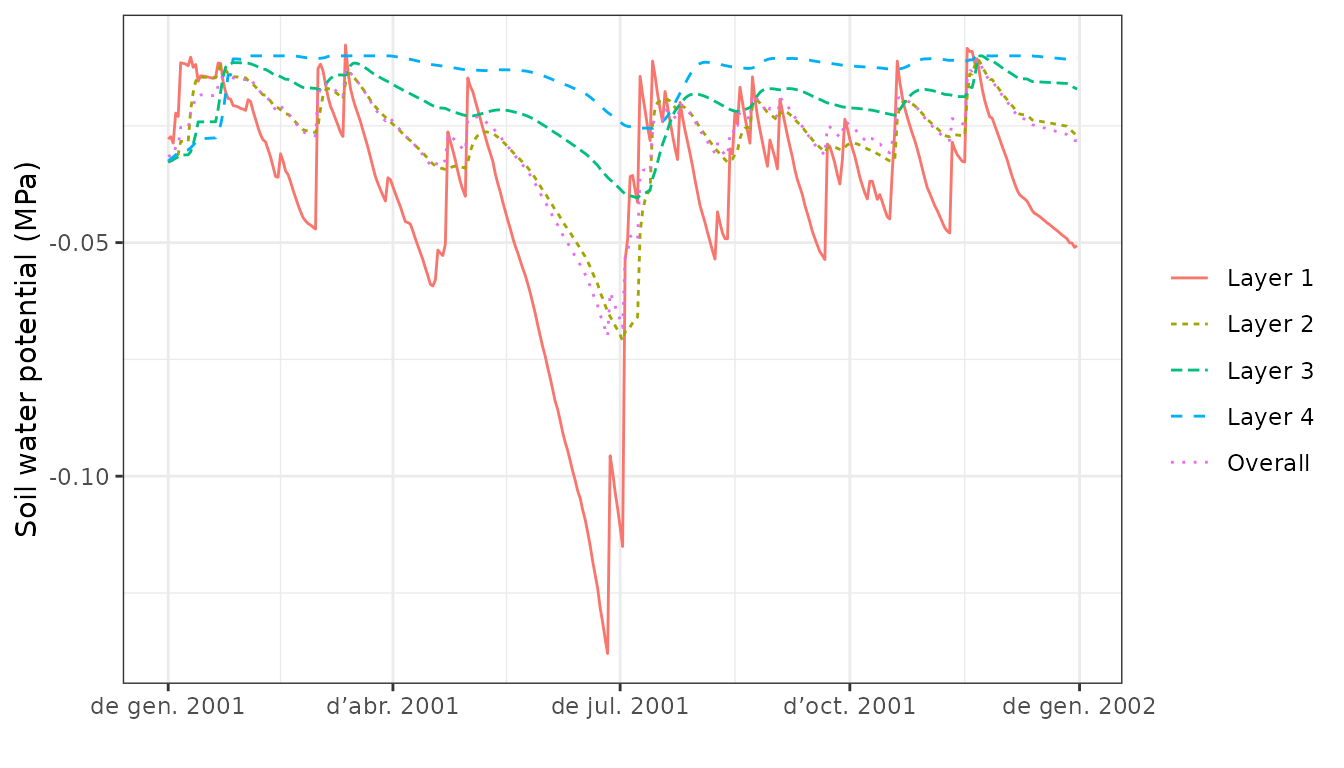 Soil water potential (MPa)
-0.05
-0.10
de gen. 2001
d’abr. 2001
de jul. 2001
d’oct. 2001
de gen. 2002
Layer 1
Layer 2
Layer 3
Layer 4
Overall